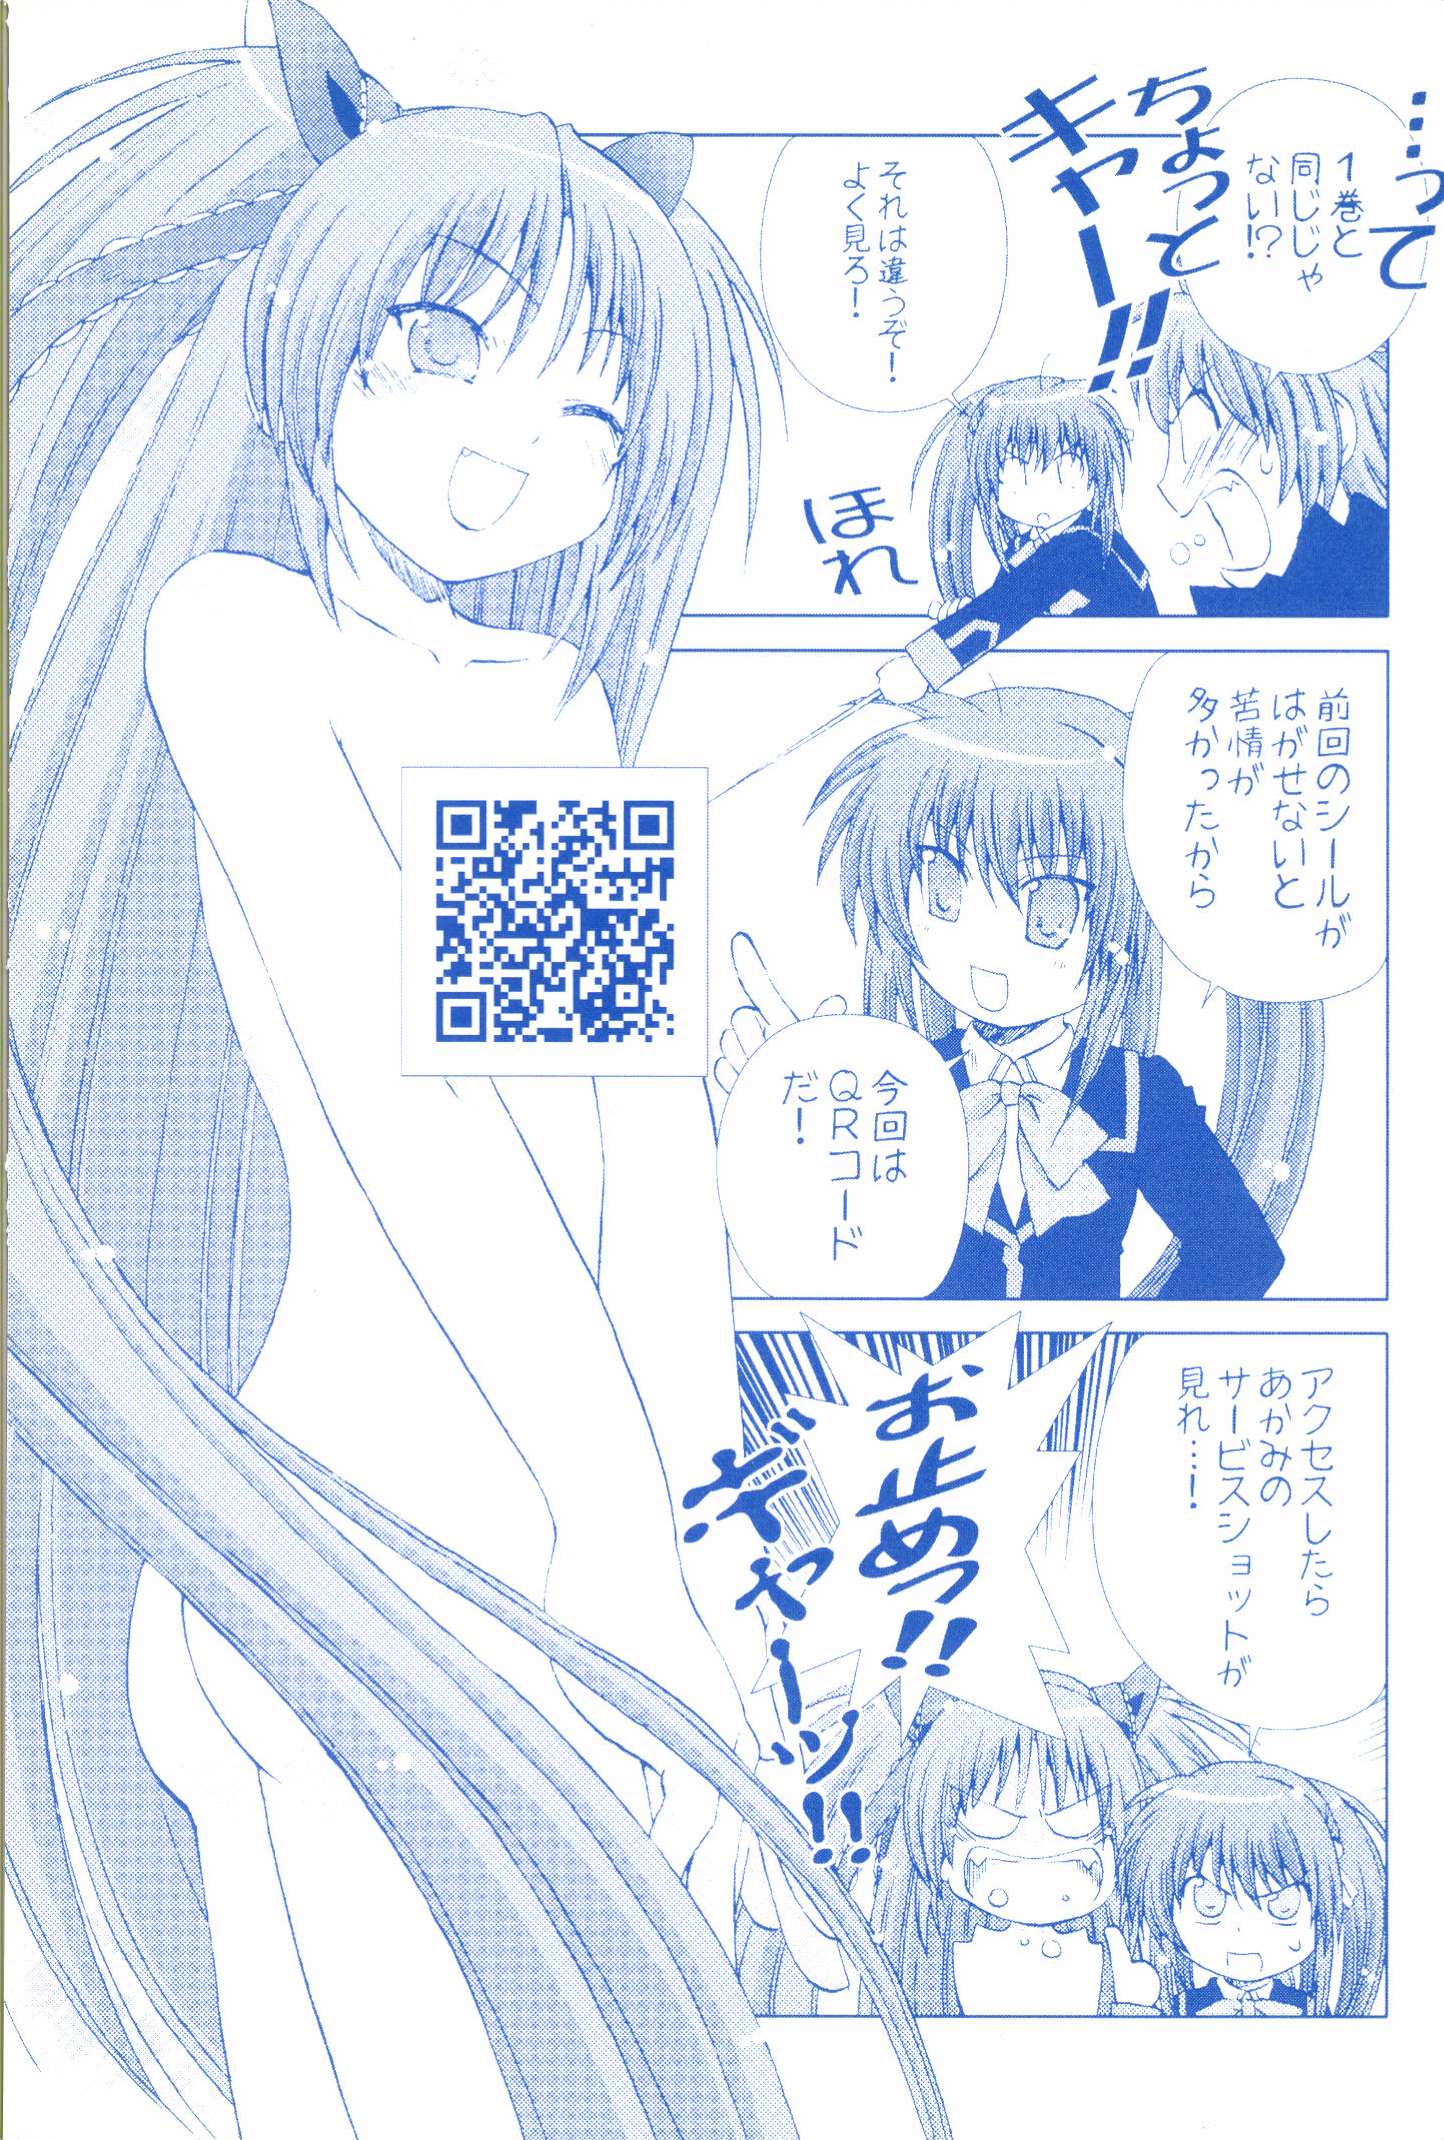 …って
ちょっと
キャー!!
1巻と
同じじゃ
ない!?
それは違うぞ!
よく見ろ!
ほれ
前回のシールが
はがせないと
苦情が
多かったから
今回は
QRコード
だ!
アクセスしたら
あかみの
サービスショットが
見れ…!
お止めっ!!
ギャーッ!!